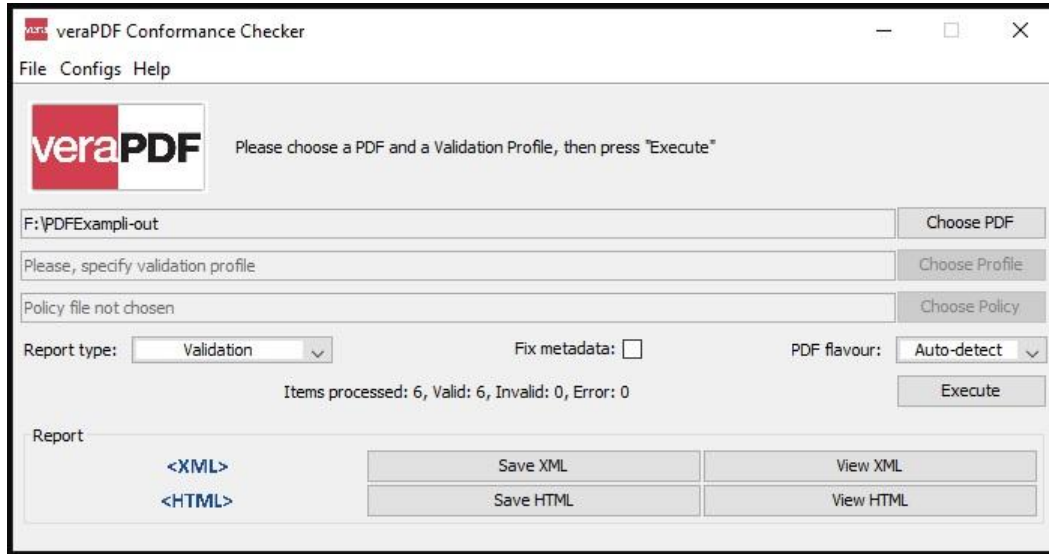 vera veraPDF Conformance Checker
File Configs Help
veraPDF Please choose a PDF and a Validation Profile, then press "Execute"
F:\PDFExampli-out Choose PDF
Please, specify validation profile Choose Profile
Policy file not chosen Choose Policy
Report type: Validation Fix metadata: PDF flavour: Auto-detect
Items processed: 6, Valid: 6, Invalid: 0, Error: 0 Execute
Report
<XML> Save XML View XML
<HTML> Save HTML View HTML